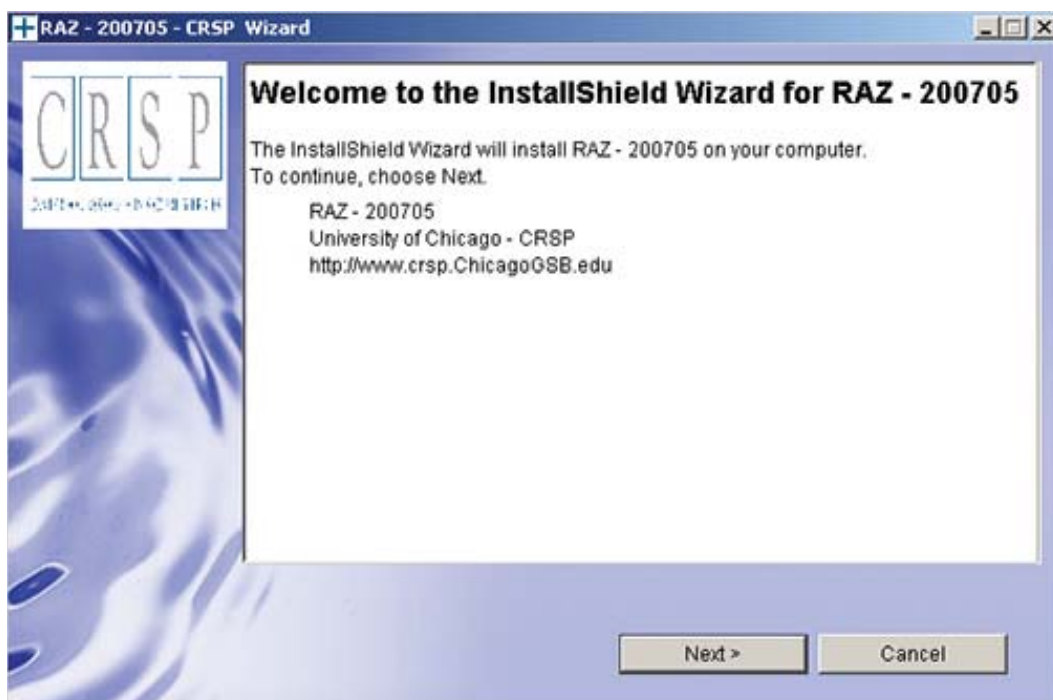 RAZ - 200705 - CRSP Wizard
CRSP
Welcome to the InstallShield Wizard for RAZ - 200705
The InstallShield Wizard will install RAZ - 200705 on your computer.
To continue, choose Next.
RAZ - 200705
University of Chicago - CRSP
http://www.crsp.ChicagoGSB.edu
Next >
Cancel